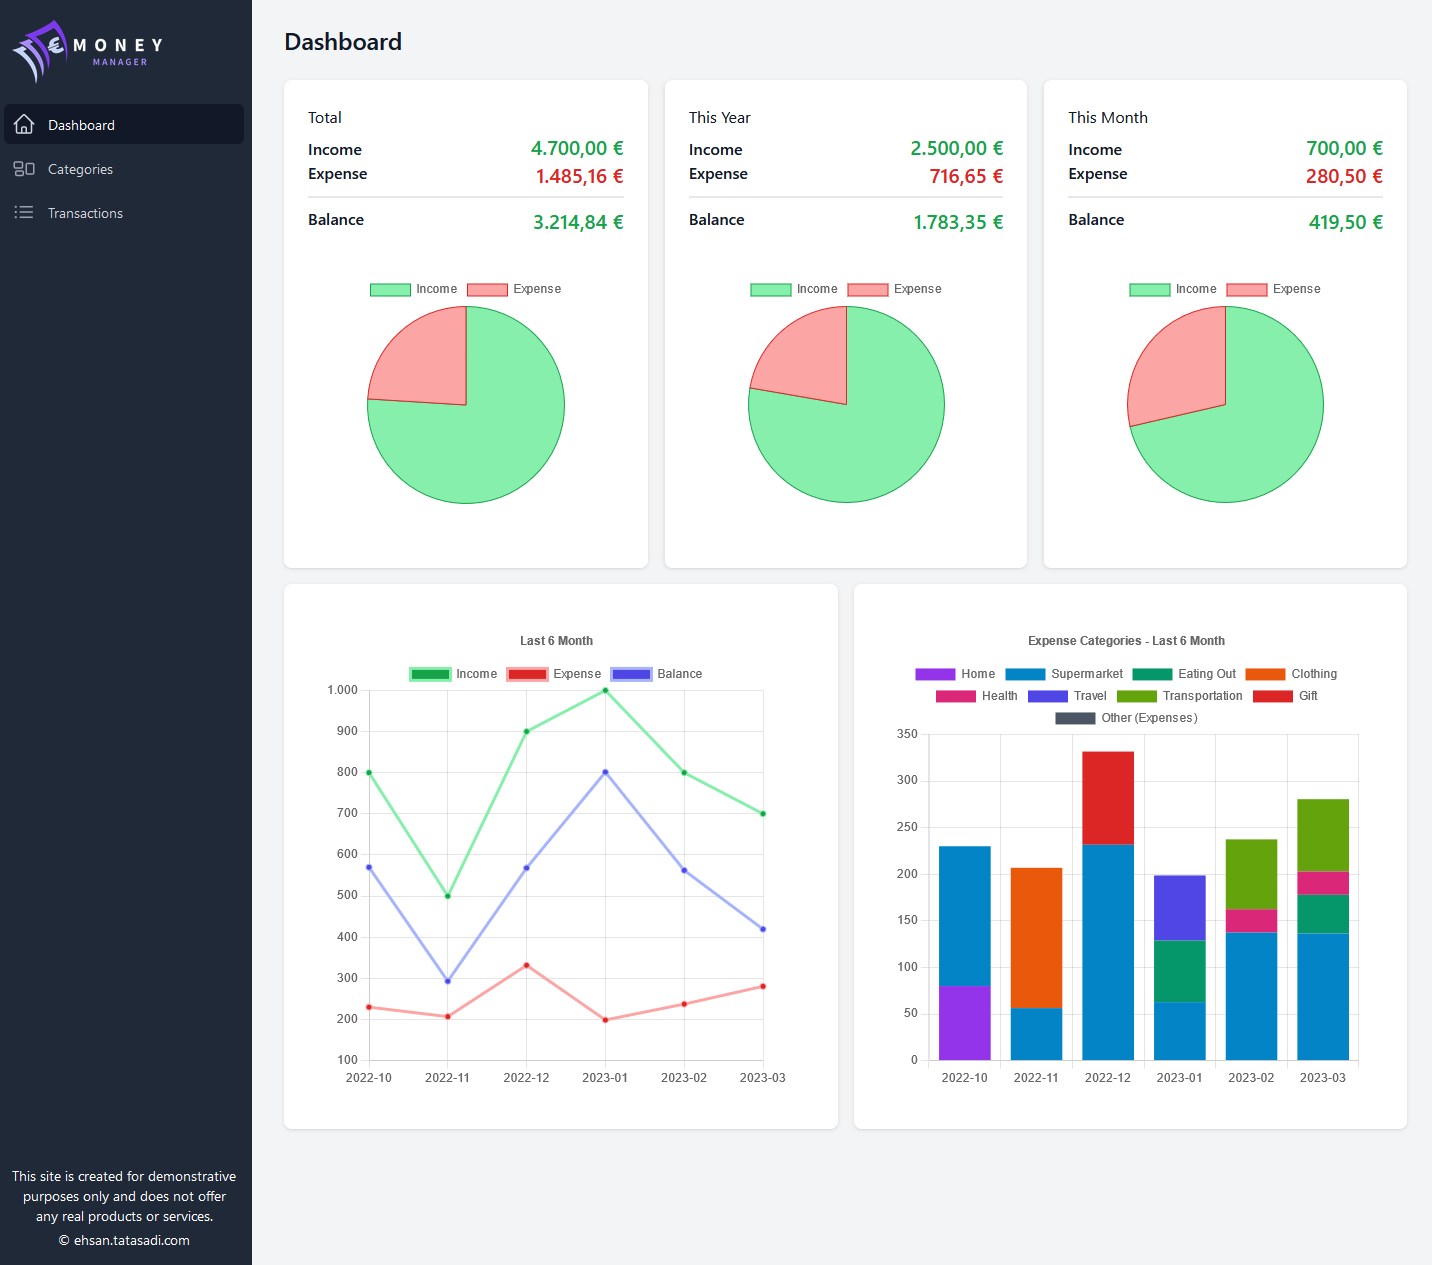 € MONEY
MANAGER
Dashboard
Categories
Transactions
This site is created for demonstrative
purposes only and does not offer
any real products or services.
© ehsan.tatasadi.com
Dashboard
Total
Income 4.700,00 €
Expense 1.485,16 €
Balance 3.214,84 €
Income Expense
This Year
Income 2.500,00 €
Expense 716,65 €
Balance 1.783,35 €
Income Expense
This Month
Income 700,00 €
Expense 280,50 €
Balance 419,50 €
Income Expense
Last 6 Month
Income Expense Balance
1.000
900
800
700
600
500
400
300
200
100
2022-10 2022-11 2022-12 2023-01 2023-02 2023-03
Expense Categories - Last 6 Month
Home Supermarket Eating Out Clothing
Health Travel Transportation Gift
Other (Expenses)
350
300
250
200
150
100
50
0
2022-10 2022-11 2022-12 2023-01 2023-02 2023-03